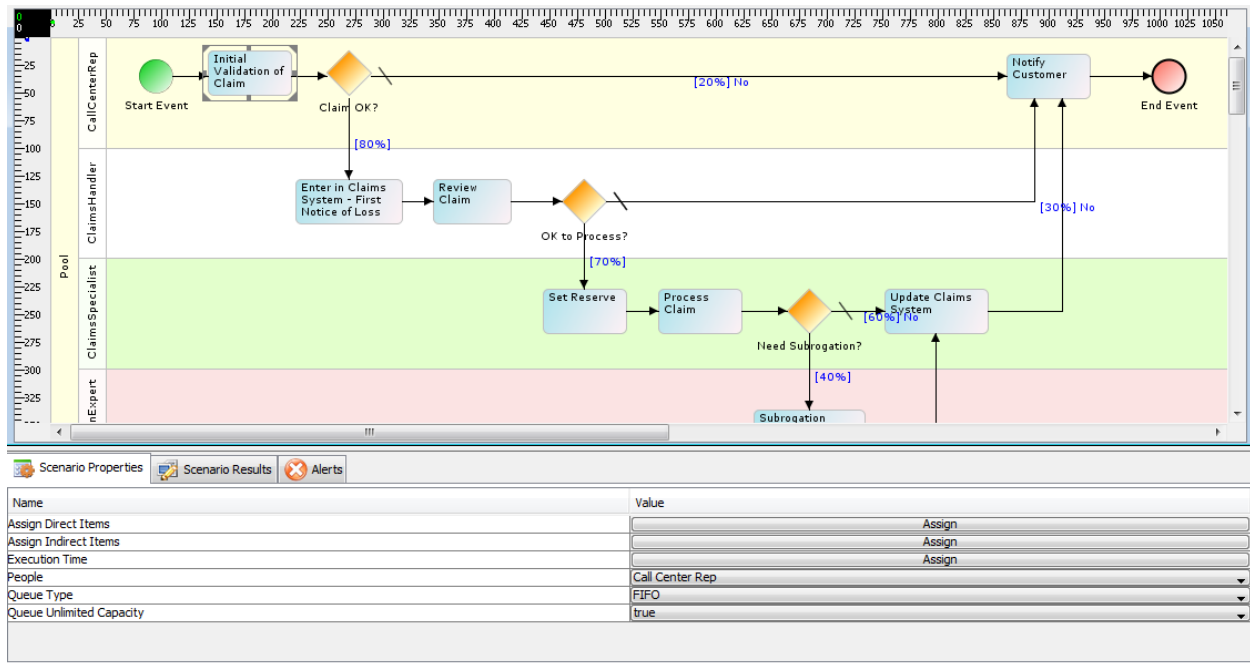 0
0
0 25 50 75 100 125 150 175 200 225 250 275 300 325 350 375 400 425 450 475 500 525 550 575 600 625 650 675 700 725 750 775 800 825 850 875 900 925 950 975 1000 1025 1050
25
50
75
100
125
150
175
200
225
250
275
300
325
Pool
CallCenterRep
Start Event
Initial
Validation of
Claim
Claim OK?
[20%] No
Notify
Customer
End Event
[80%]
ClaimsHandler
Enter in Claims
System - First
Notice of Loss
Review
Claim
OK to Process?
[30%] No
[70%]
ClaimsSpecialist
Set Reserve
Process
Claim
Need Subrogation?
[60%] No
Update Claims
System
[40%]
nExpert
Subrogation
Scenario Properties
Scenario Results
Alerts
Name Value
Assign Direct Items Assign
Assign Indirect Items Assign
Execution Time Assign
People Call Center Rep
Queue Type FIFO
Queue Unlimited Capacity true